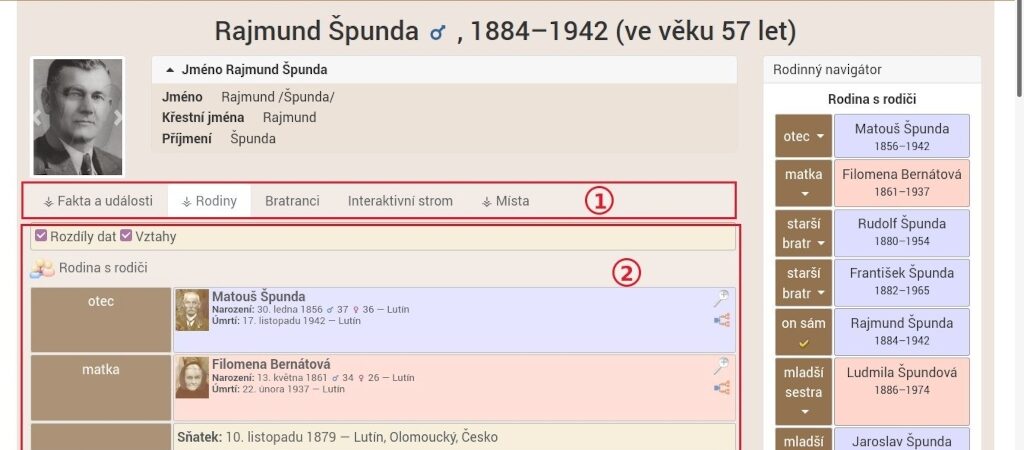 Rajmund Špunda ♂ , 1884–1942 (ve věku 57 let)
Jméno Rajmund Špunda
Jméno Rajmund /Špunda/
Křestní jména Rajmund
Příjmení Špunda
Fakta a události Rodiny Bratranci Interaktivní strom Místa 1
Rozdíly dat Vztahy
Rodina s rodiči 2
otec
Matouš Špunda
Narození: 30. ledna 1856 ♂ 37 ♀ 36 — Lutín
Úmrtí: 17. listopadu 1942 — Lutín
matka
Filomena Bernátová
Narození: 13. května 1861 ♂ 34 ♀ 26 — Lutín
Úmrtí: 22. února 1937 — Lutín
Sňatek: 10. listopadu 1879 — Lutín, Olomoucký, Česko
Rodinný navigátor
Rodina s rodiči
otec
Matouš Špunda
1856–1942
matka
Filomena Bernátová
1861–1937
starší
bratr
Rudolf Špunda
1880–1954
starší
bratr
František Špunda
1882–1965
on sám
Rajmund Špunda
1884–1942
mladší
sestra
Ludmila Špundová
1886–1974
mladší
Jaroslav Špunda